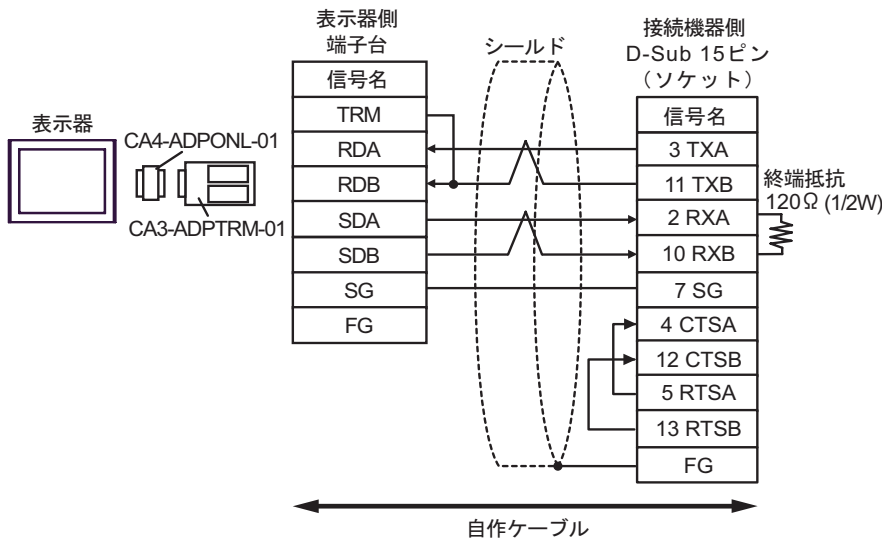 表示器
CA4-ADPONL-01
CA3-ADPTRM-01
表示器側
端子台
信号名
TRM
RDA
RDB
SDA
SDB
SG
FG
シールド
接続機器側
D-Sub 15ピン
（ソケット）
信号名
3 TXA
11 TXB
2 RXA
10 RXB
7 SG
4 CTSA
12 CTSB
5 RTSA
13 RTSB
FG
終端抵抗
120Ω (1/2W)
自作ケーブル